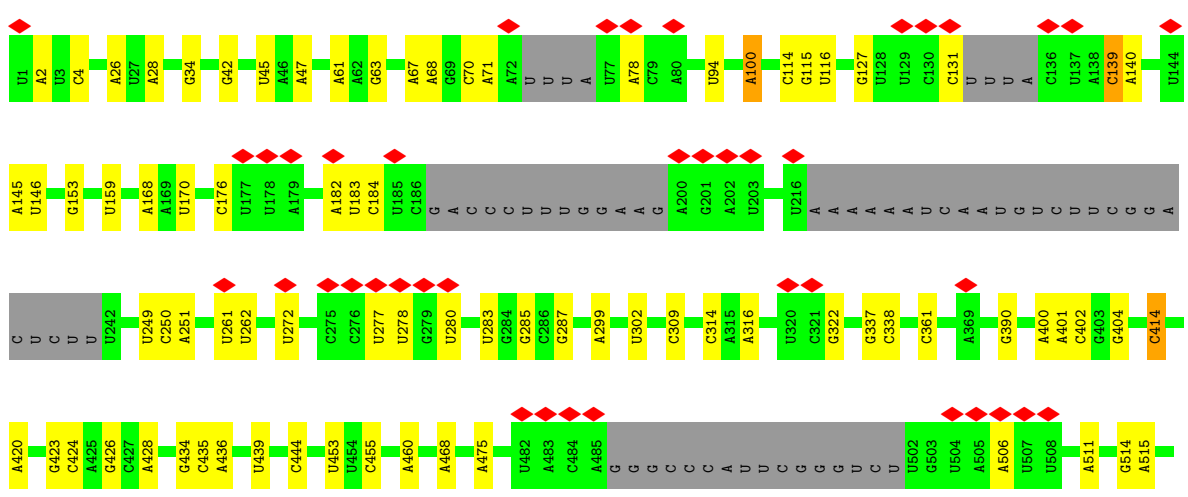 U1 A2 U3 C4 A26 U27 A28 G34 G42 U45 A46 A47 A61 A62 G63 A67 A68 G69 C70 A71 A72 U U U A U77 A78 C79 A80 U94 A100 C114 G115 U116 G127 U128 U129 C130 C131 U U U A C136 U137 A138 C139 A140 U144
A145 U146 G153 U159 A168 A169 U170 C176 U177 U178 A179 A182 U183 C184 U185 C186 G A C C C U U U G G A A G A200 G201 A202 U203 U216 A A A A A A U C A A U G U C U U C G G A
C U C U U U242 U249 C250 A251 U261 U262 U272 C275 C276 U277 U278 G279 U280 U283 G284 G285 C286 G287 A299 U302 C309 C314 A315 A316 U320 C321 G322 G337 C338 C361 A369 G390 A400 A401 C402 G403 G404 C414
A420 G423 C424 A425 G426 C427 A428 G434 C435 A436 U439 C444 U453 U454 C455 A460 A468 A475 U482 A483 C484 A485 G G G C C C A U U C G G G U C U U502 G503 U504 A505 A506 U507 U508 A511 G514 A515